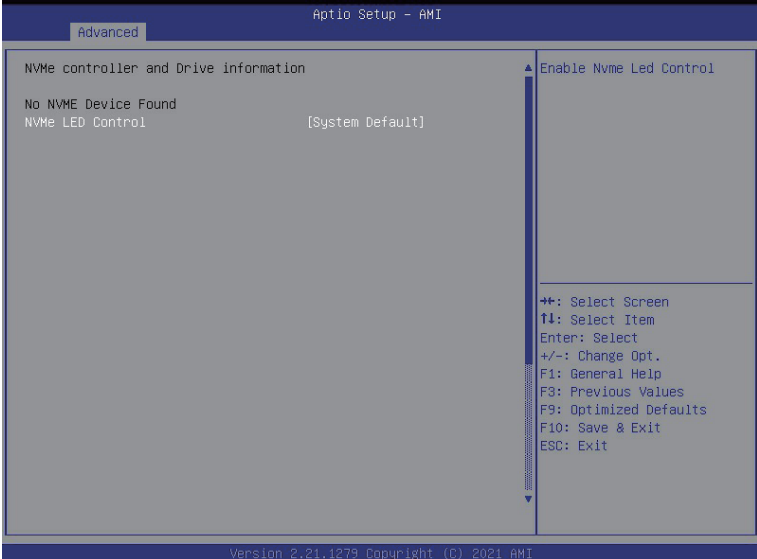 Aptio Setup – AMI
Advanced
NVMe controller and Drive information
No NVME Device Found
NVMe LED Control [System Default]
Enable Nvme Led Control
→←: Select Screen
↑↓: Select Item
Enter: Select
+/-: Change Opt.
F1: General Help
F3: Previous Values
F9: Optimized Defaults
F10: Save & Exit
ESC: Exit
Version 2.21.1279 Copyright (C) 2021 AMI